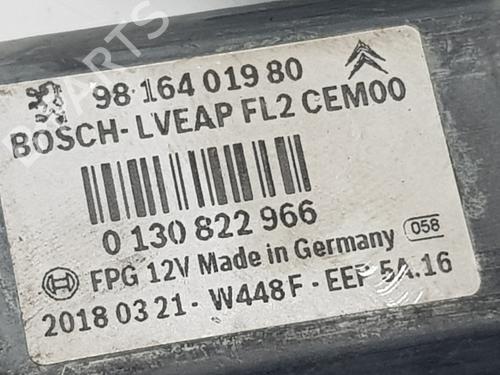 98 164 019 80
BOSCH- LVEAP FL2 CEM00
0 130 822 966
FPG 12V Made in Germany 058
2018 03 21 - W448F - EEP 5A.16